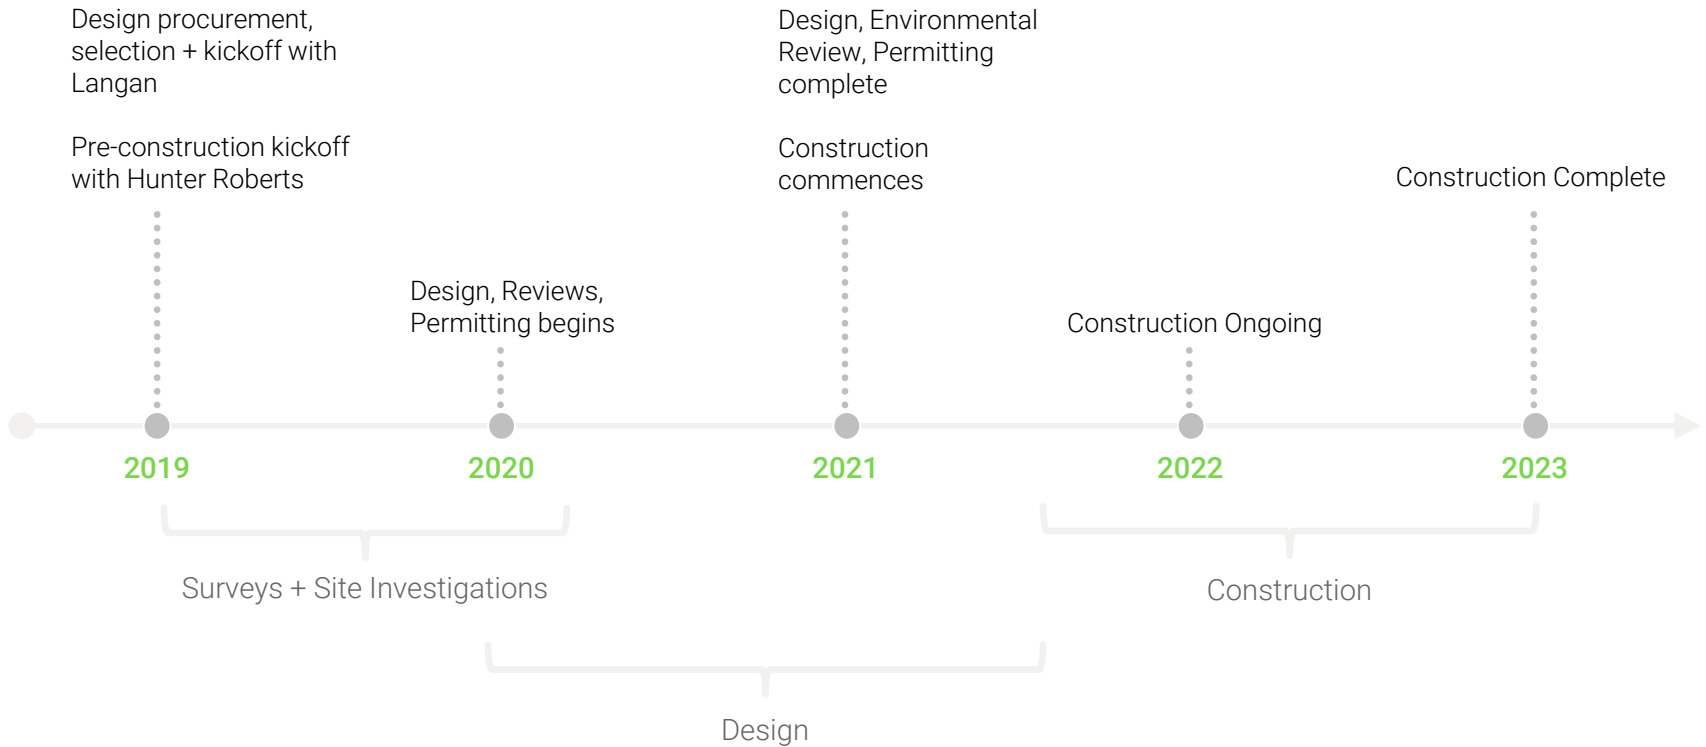 Design procurement,
selection + kickoff with
Langan
Pre-construction kickoff
with Hunter Roberts
Design, Reviews,
Permitting begins
Design, Environmental
Review, Permitting
complete
Construction
commences
Construction Ongoing
Construction Complete
2019
2020
2021
2022
2023
Surveys + Site Investigations
Construction
Design